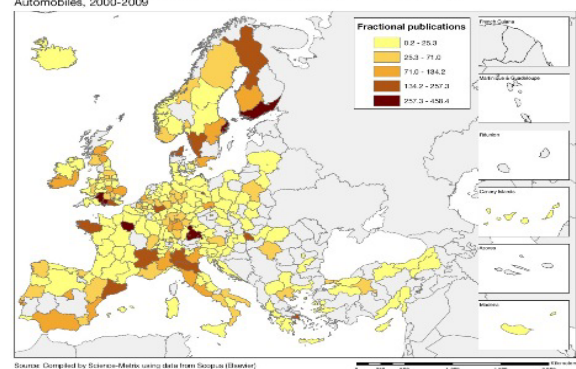 Automobiles, 2000-2009
Fractional publications
0.2 - 25.3
25.3 - 71.0
71.0 - 134.2
134.2 - 257.3
257.3 - 458.4
French Guiana
Martinique & Guadeloupe
Réunion
Canary Islands
Azores
Madeira
Source: Compiled by Science-Metrix using data from Scopus (Elsevier)